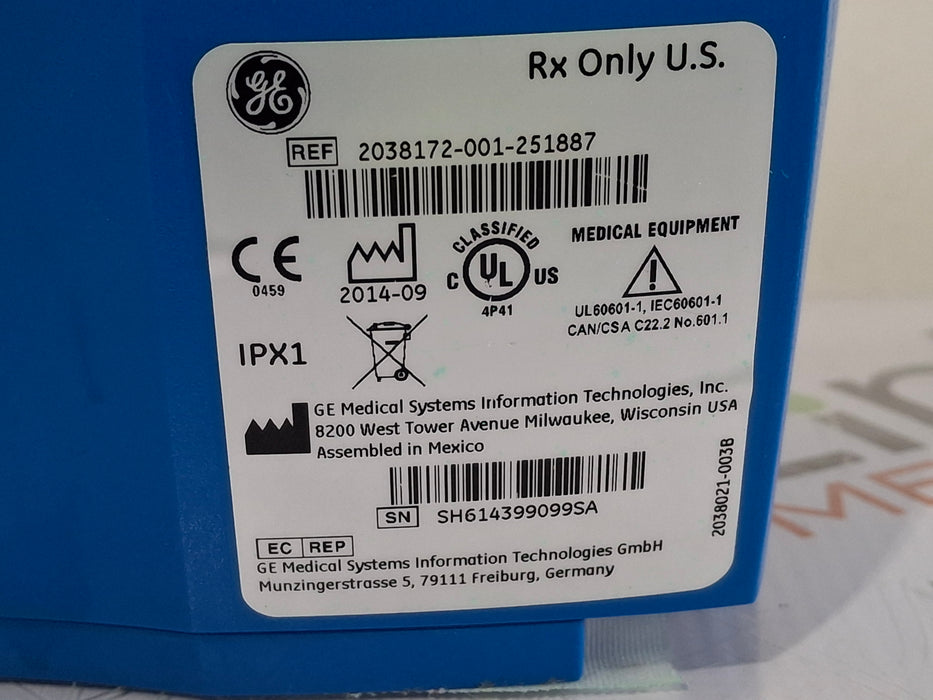 GE
Rx Only U.S.
REF 2038172-001-251887
CE
0459
2014-09
CLASSIFIED
C UL US
4P41
MEDICAL EQUIPMENT
UL60601-1, IEC60601-1
CAN/CSA C22.2 No.601.1
IPX1
GE Medical Systems Information Technologies, Inc.
8200 West Tower Avenue Milwaukee, Wisconsin USA
Assembled in Mexico
SN SH614399099SA
2038021-003B
EC REP
GE Medical Systems Information Technologies GmbH
Munzingerstrasse 5, 79111 Freiburg, Germany